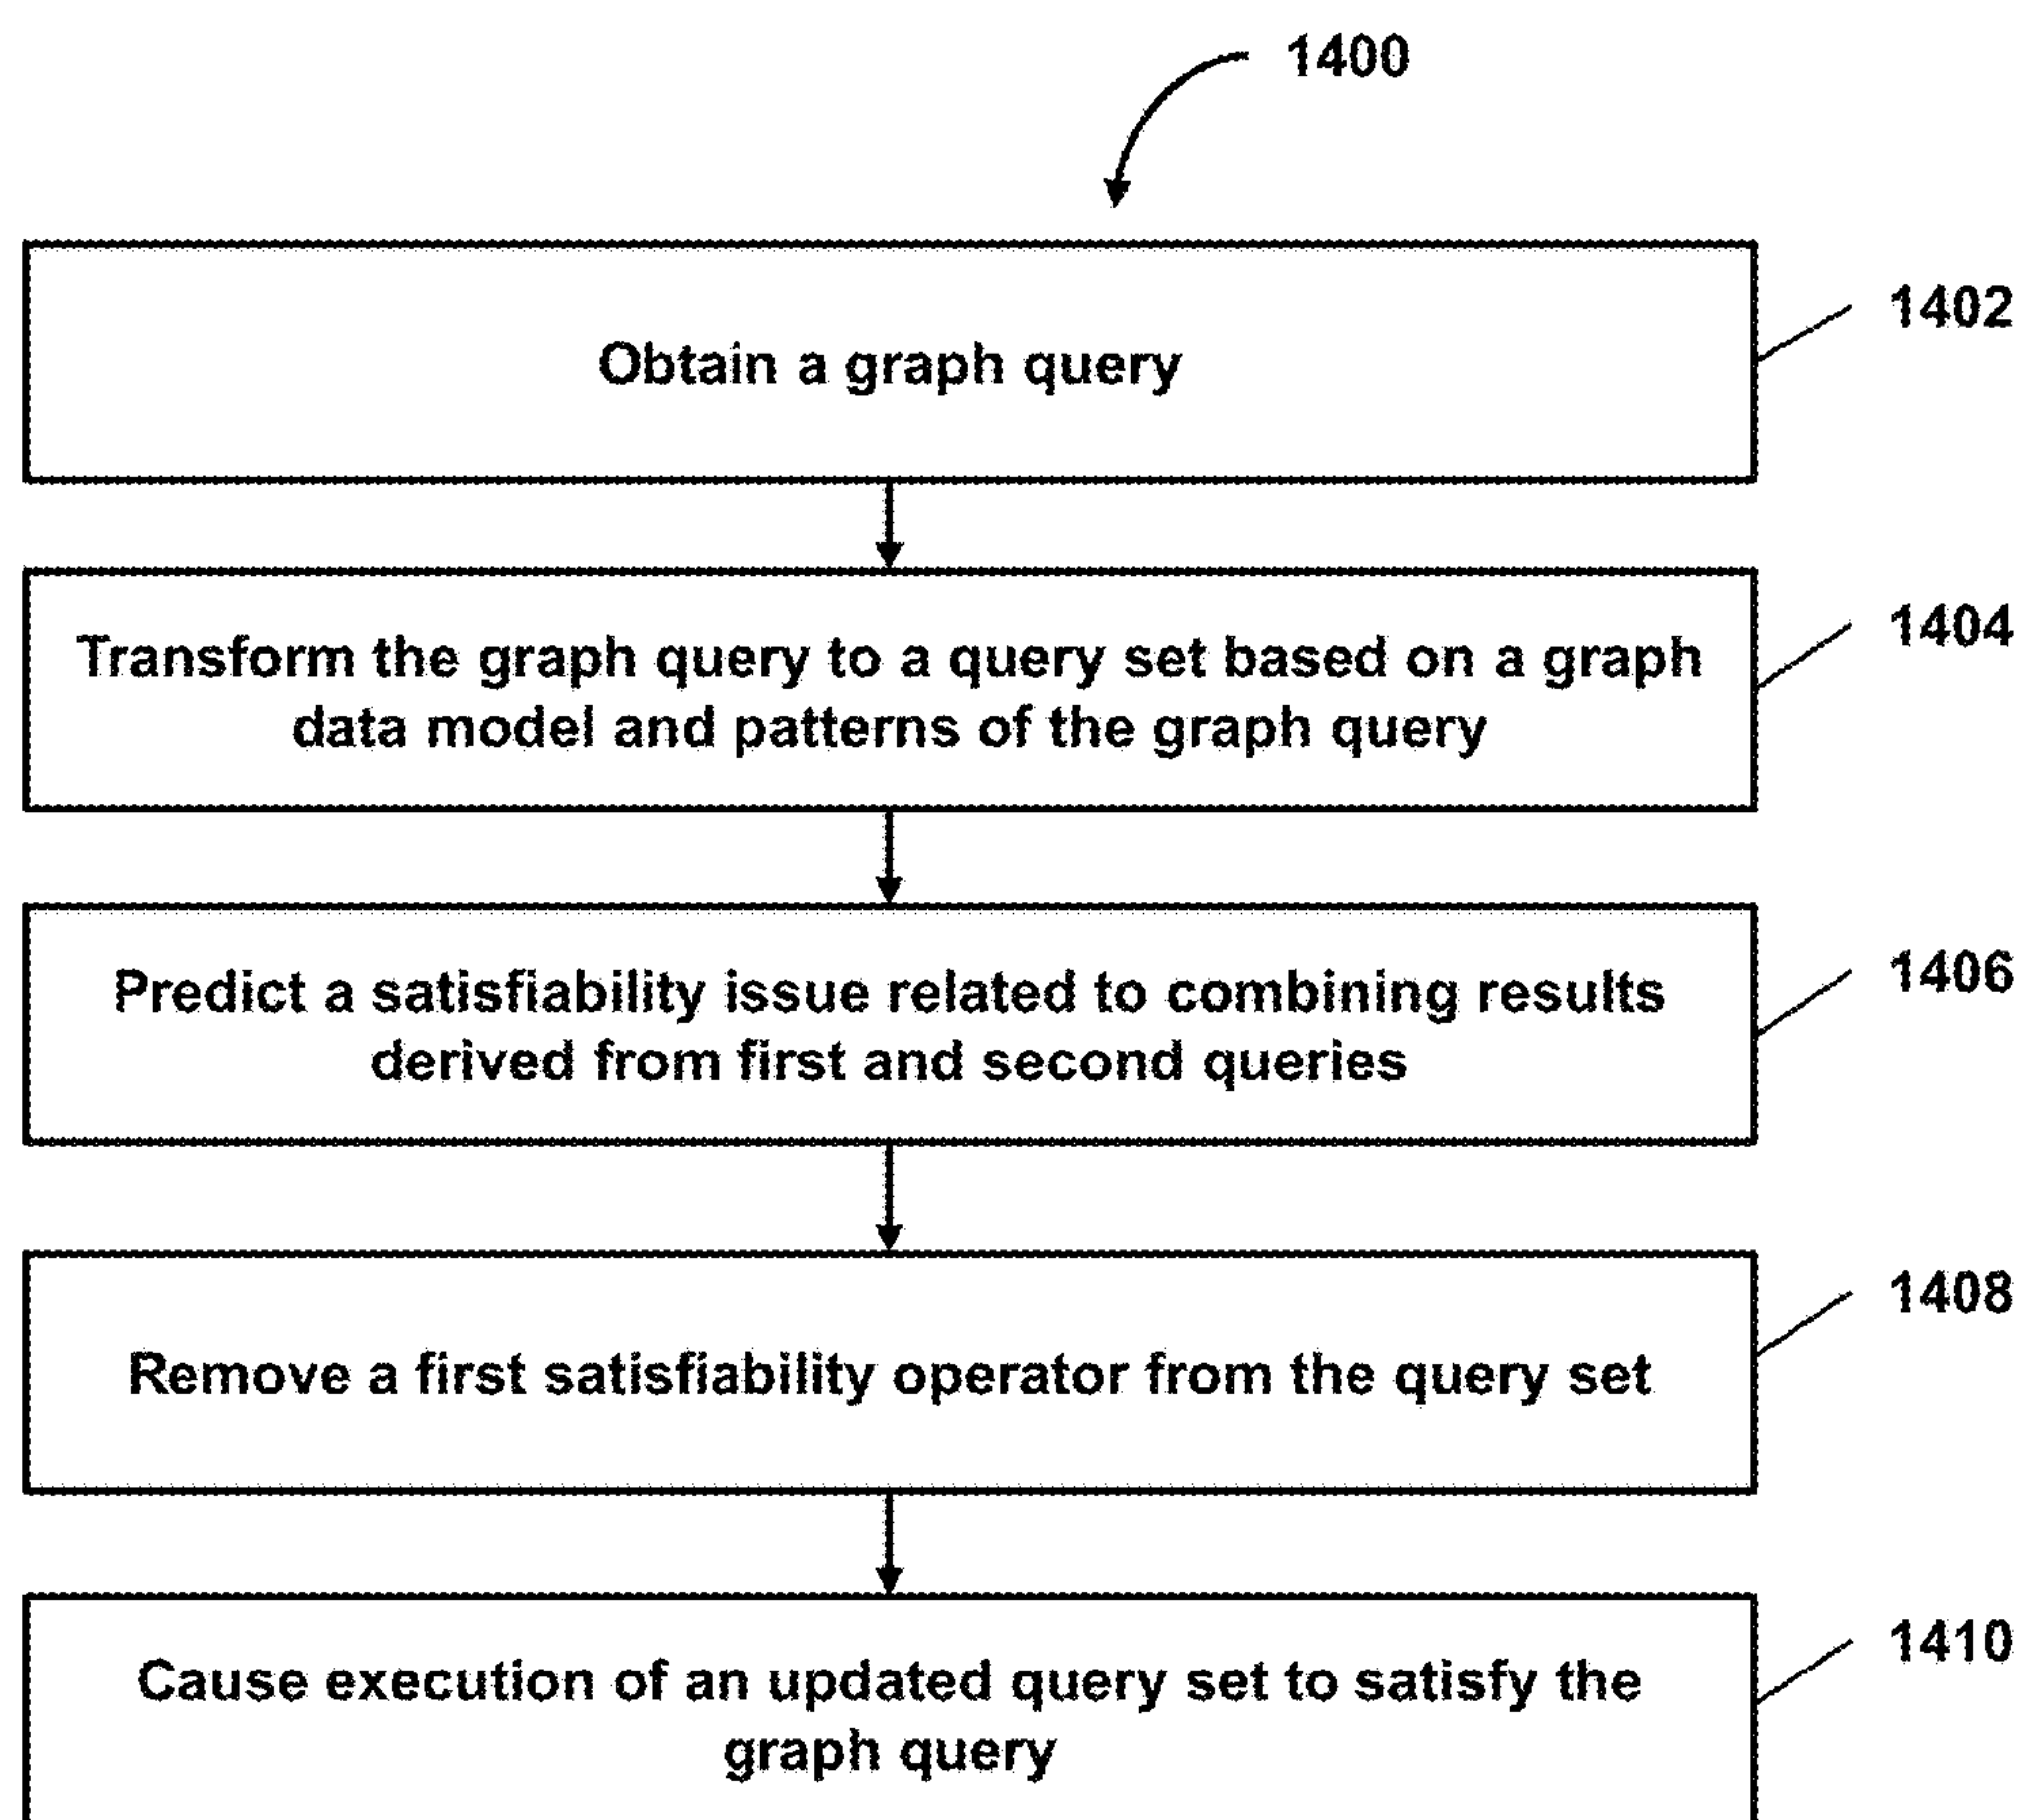 1400
Obtain a graph query
1402
Transform the graph query to a query set based on a graph
data model and patterns of the graph query
1404
Predict a satisfiability issue related to combining results
derived from first and second queries
1406
Remove a first satisfiability operator from the query set
1408
Cause execution of an updated query set to satisfy the
graph query
1410